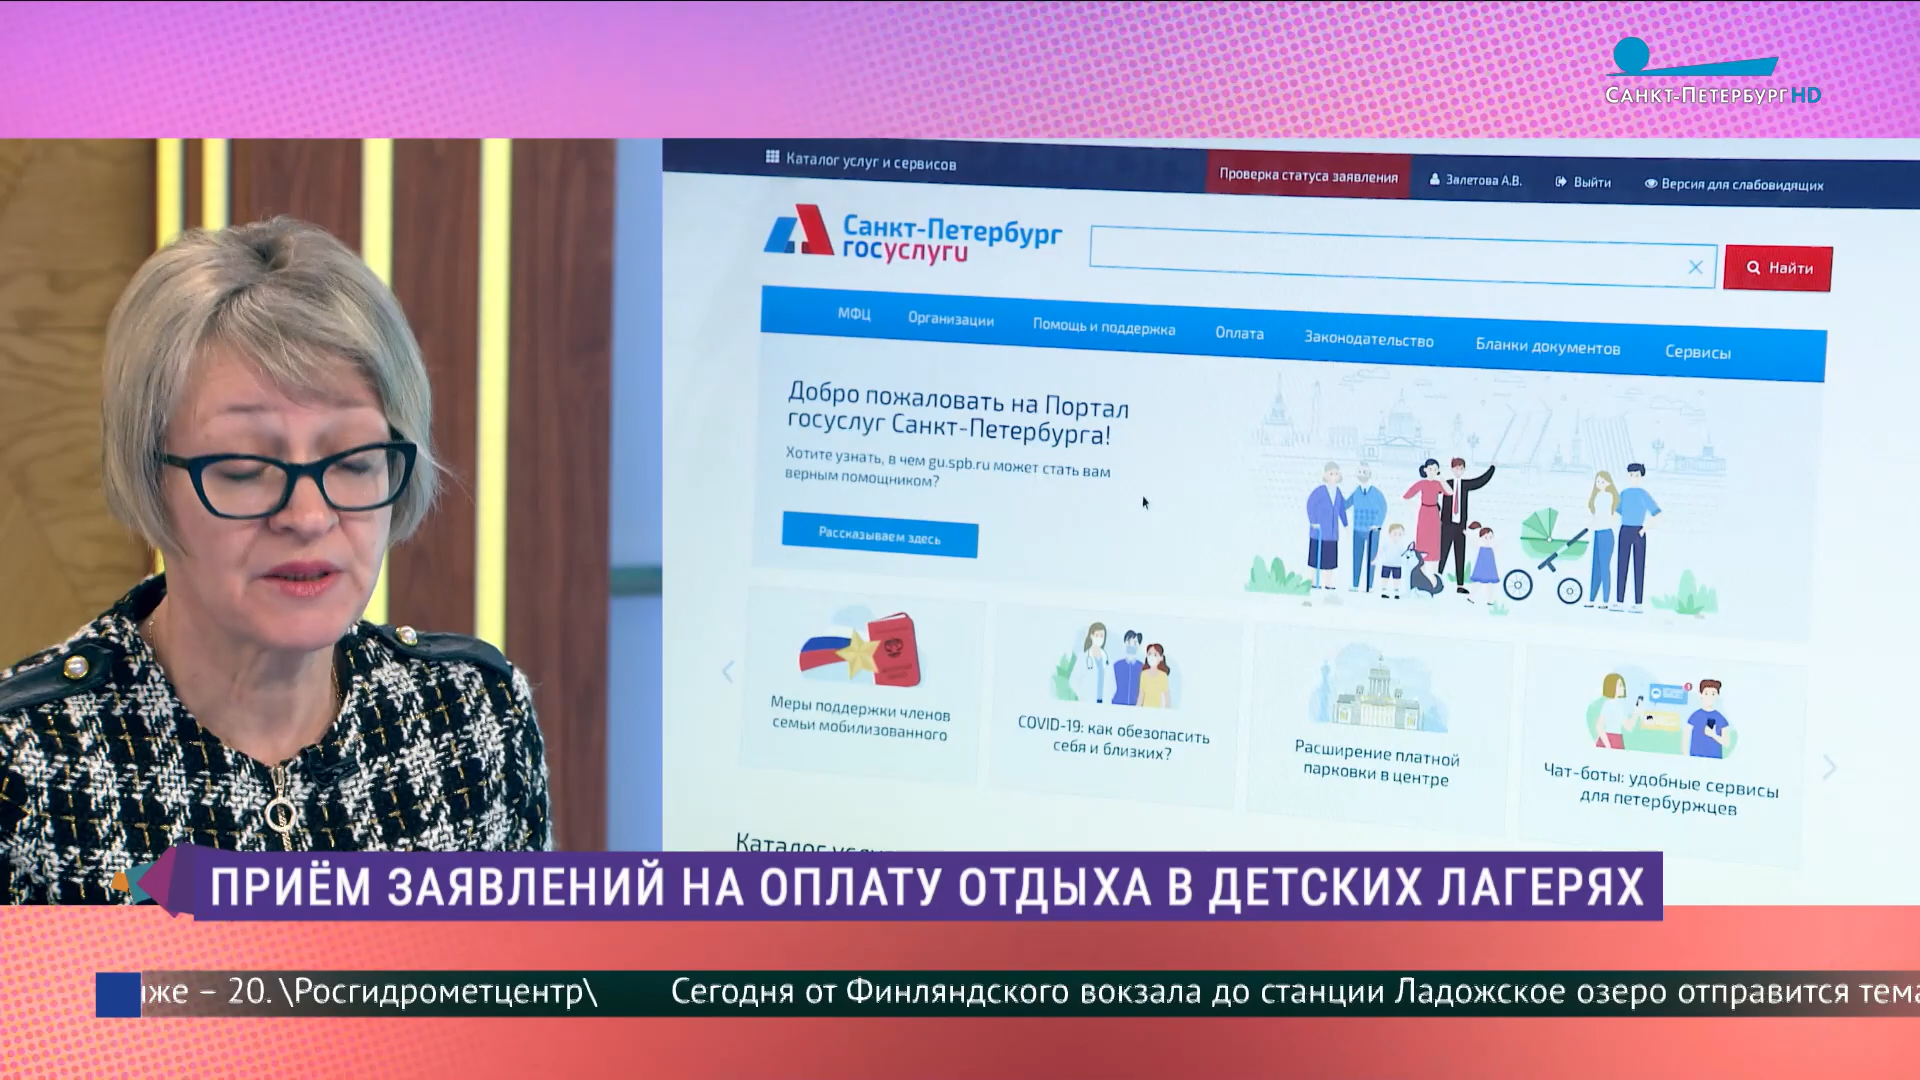 САНКТ-ПЕТЕРБУРГ HD
Каталог услуг и сервисов
Проверка статуса заявления
Залетова А.В.
Выйти
Версия для слабовидящих
Санкт-Петербург
госуслуги
Найти
МФЦ
Организации
Помощь и поддержка
Оплата
Законодательство
Бланки документов
Сервисы
Добро пожаловать на Портал
госуслуг Санкт-Петербурга!
Хотите узнать, в чем gu.spb.ru может стать вам
верным помощником?
Рассказываем здесь
Меры поддержки членов
семьи мобилизованного
COVID-19: как обезопасить
себя и близких?
Расширение платной
парковки в центре
Чат-боты: удобные сервисы
для петербуржцев
Каталог
ПРИЁМ ЗАЯВЛЕНИЙ НА ОПЛАТУ ОТДЫХА В ДЕТСКИХ ЛАГЕРЯХ
же – 20. \Росгидрометцентр\ Сегодня от Финляндского вокзала до станции Ладожское озеро отправится тема